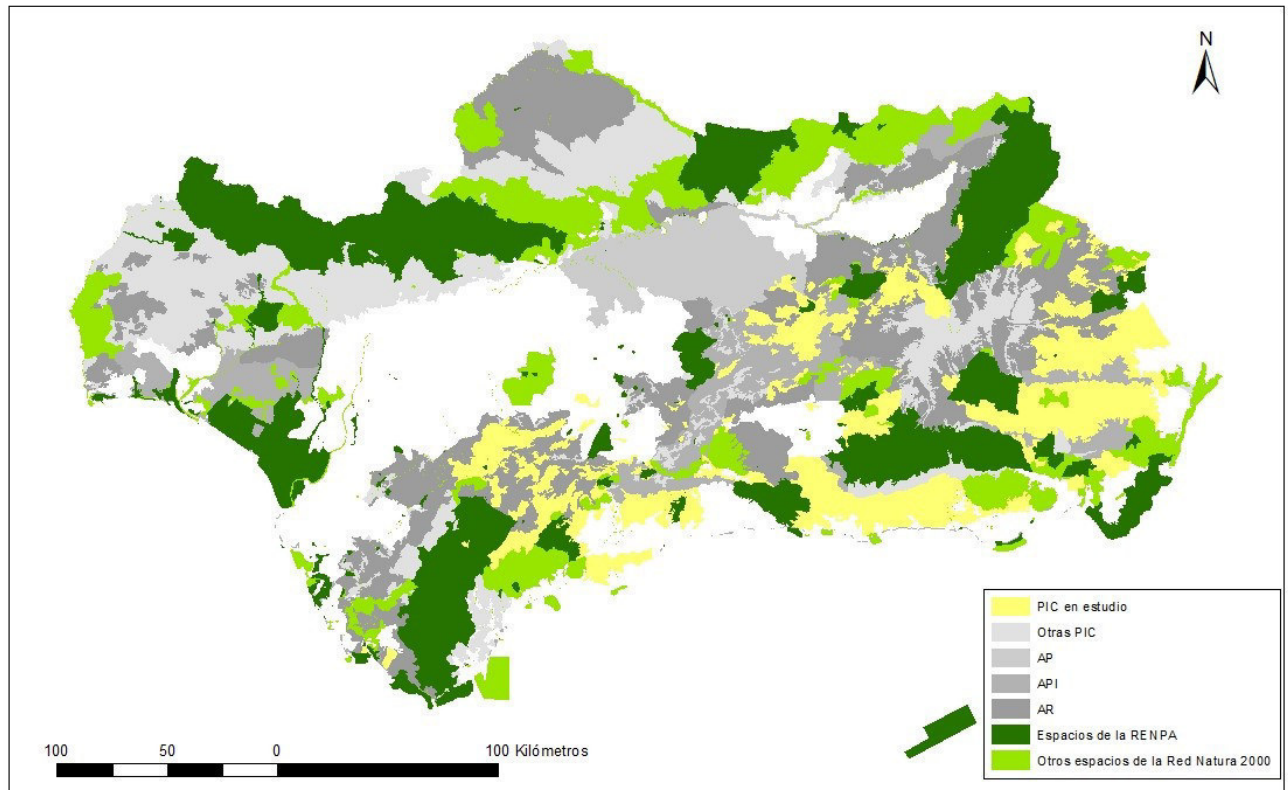 N
PIC en estudio
Otras PIC
AP
API
AR
Espacios de la RENPA
Otros espacios de la Red Natura 2000
100 50 0 100 Kilómetros